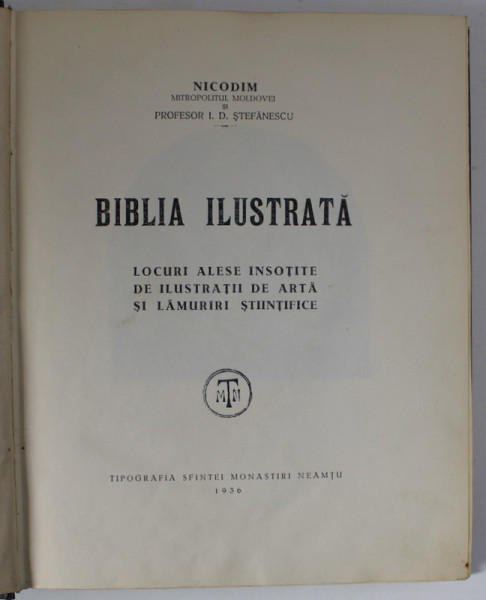 NICODIM
MITROPOLITUL MOLDOVEI
ȘI
PROFESOR I. D. ȘTEFĂNESCU
BIBLIA ILUSTRATĂ
LOCURI ALESE INSOȚITE
DE ILUSTRAȚII DE ARTĂ
ȘI LĂMURIRI ȘTIINȚIFICE
MTN
TIPOGRAFIA SFINTEI MONASTIRI NEAMȚU
1936